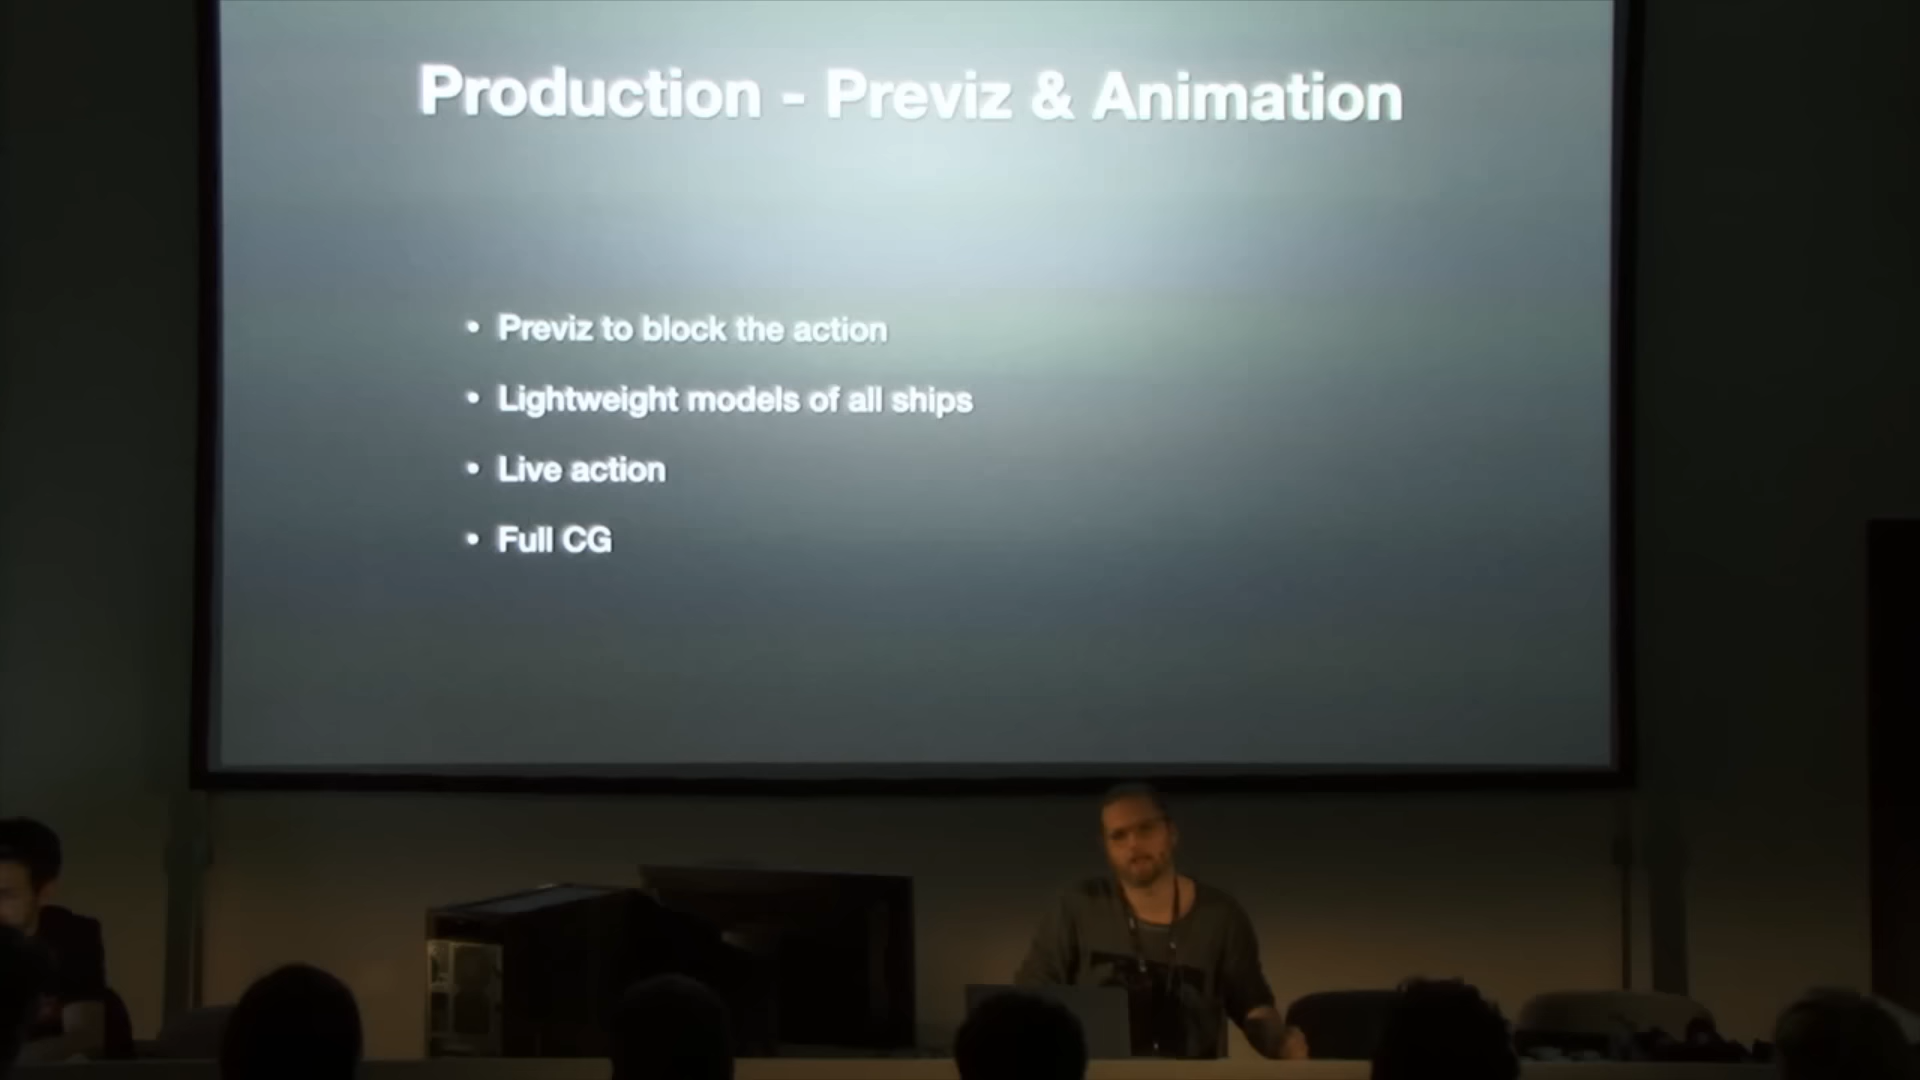 Production - Previz & Animation
• Previz to block the action
• Lightweight models of all ships
• Live action
• Full CG